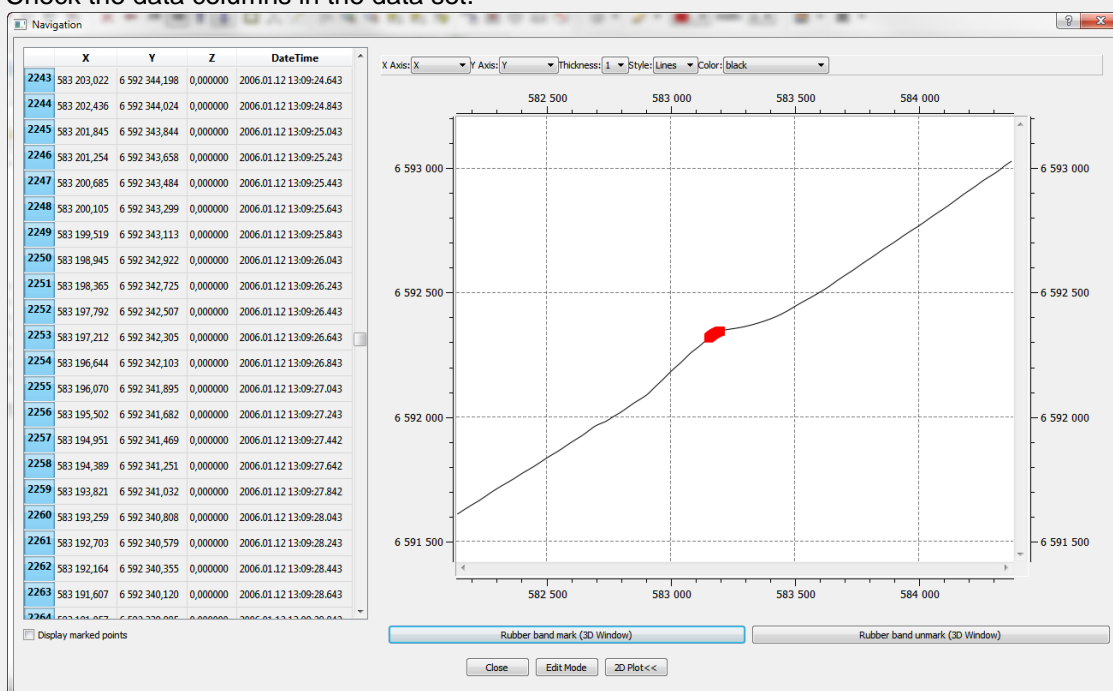 Check the data columns in the data set.
Navigation
X Y Z DateTime
2243 583 203,022 6 592 344,198 0,000000 2006.01.12 13:09:24.643
2244 583 202,436 6 592 344,024 0,000000 2006.01.12 13:09:24.843
2245 583 201,845 6 592 343,844 0,000000 2006.01.12 13:09:25.043
2246 583 201,254 6 592 343,658 0,000000 2006.01.12 13:09:25.243
2247 583 200,685 6 592 343,484 0,000000 2006.01.12 13:09:25.443
2248 583 200,105 6 592 343,299 0,000000 2006.01.12 13:09:25.643
2249 583 199,519 6 592 343,113 0,000000 2006.01.12 13:09:25.843
2250 583 198,945 6 592 342,922 0,000000 2006.01.12 13:09:26.043
2251 583 198,365 6 592 342,725 0,000000 2006.01.12 13:09:26.243
2252 583 197,792 6 592 342,507 0,000000 2006.01.12 13:09:26.443
2253 583 197,212 6 592 342,305 0,000000 2006.01.12 13:09:26.643
2254 583 196,644 6 592 342,103 0,000000 2006.01.12 13:09:26.843
2255 583 196,070 6 592 341,895 0,000000 2006.01.12 13:09:27.043
2256 583 195,502 6 592 341,682 0,000000 2006.01.12 13:09:27.243
2257 583 194,951 6 592 341,469 0,000000 2006.01.12 13:09:27.442
2258 583 194,389 6 592 341,251 0,000000 2006.01.12 13:09:27.642
2259 583 193,821 6 592 341,032 0,000000 2006.01.12 13:09:27.842
2260 583 193,259 6 592 340,808 0,000000 2006.01.12 13:09:28.043
2261 583 192,703 6 592 340,579 0,000000 2006.01.12 13:09:28.243
2262 583 192,164 6 592 340,355 0,000000 2006.01.12 13:09:28.443
2263 583 191,607 6 592 340,120 0,000000 2006.01.12 13:09:28.643
2264
Display marked points
X Axis: X Y Axis: Y Thickness: 1 Style: Lines Color: black
582 500 583 000 583 500 584 000
6 593 000 6 593 000
6 592 500 6 592 500
6 592 000 6 592 000
6 591 500 6 591 500
582 500 583 000 583 500 584 000
Rubber band mark (3D Window) Rubber band unmark (3D Window)
Close Edit Mode 2D Plot<<